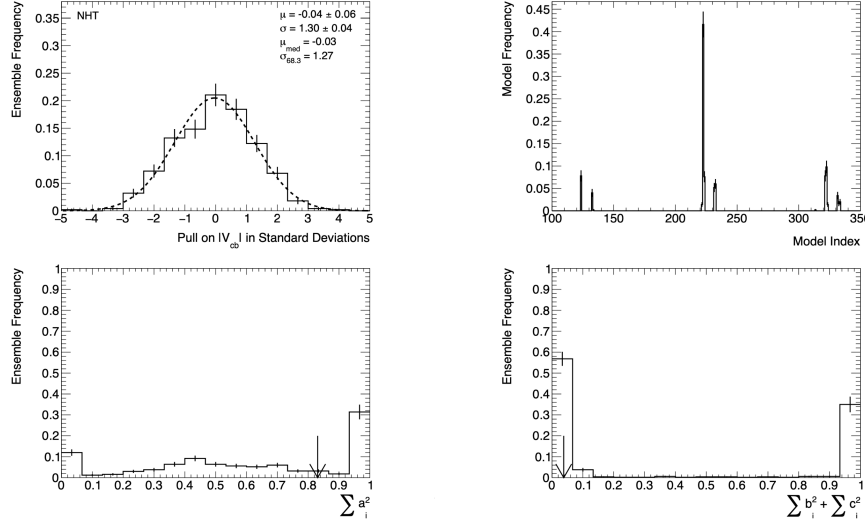 NHT
μ = -0.04 ± 0.06
σ = 1.30 ± 0.04
μmed = -0.03
σ68.3 = 1.27
Ensemble Frequency
0.35
0.3
0.25
0.2
0.15
0.1
0.05
0
−5 −4 −3 −2 −1 0 1 2 3 4 5
Pull on |Vcb| in Standard Deviations
Model Frequency
0.45
0.4
0.35
0.3
0.25
0.2
0.15
0.1
0.05
0
100 150 200 250 300 350
Model Index
Ensemble Frequency
1
0.9
0.8
0.7
0.6
0.5
0.4
0.3
0.2
0.1
0
0 0.1 0.2 0.3 0.4 0.5 0.6 0.7 0.8 0.9 1
∑ a_i^2
Ensemble Frequency
1
0.9
0.8
0.7
0.6
0.5
0.4
0.3
0.2
0.1
0
0 0.1 0.2 0.3 0.4 0.5 0.6 0.7 0.8 0.9 1
∑ b_i^2 + ∑ c_i^2